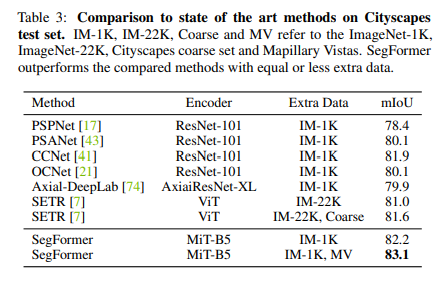 Table 3: Comparison to state of the art methods on Cityscapes
test set. IM-1K, IM-22K, Coarse and MV refer to the ImageNet-1K,
ImageNet-22K, Cityscapes coarse set and Mapillary Vistas. SegFormer
outperforms the compared methods with equal or less extra data.
Method Encoder Extra Data mIoU
PSPNet [17] ResNet-101 IM-1K 78.4
PSANet [43] ResNet-101 IM-1K 80.1
CCNet [41] ResNet-101 IM-1K 81.9
OCNet [21] ResNet-101 IM-1K 80.1
Axial-DeepLab [74] AxiaiResNet-XL IM-1K 79.9
SETR [7] ViT IM-22K 81.0
SETR [7] ViT IM-22K, Coarse 81.6
SegFormer MiT-B5 IM-1K 82.2
SegFormer MiT-B5 IM-1K, MV 83.1